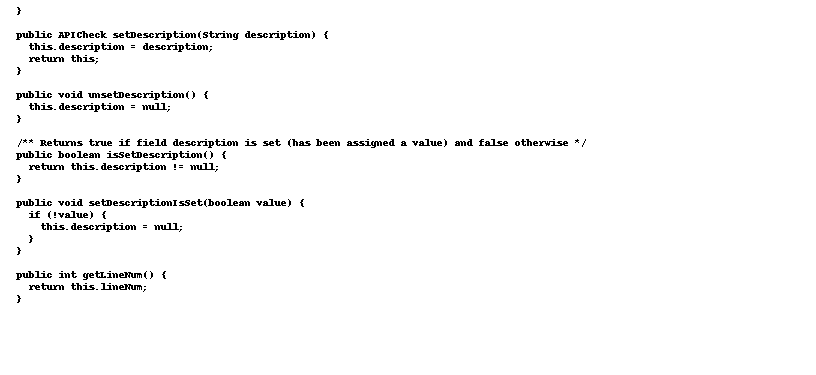 }

public APICheck setDescription(String description) {
  this.description = description;
  return this;
}

public void unsetDescription() {
  this.description = null;
}

/** Returns true if field description is set (has been assigned a value) and false otherwise */
public boolean isSetDescription() {
  return this.description != null;
}

public void setDescriptionIsSet(boolean value) {
  if (!value) {
    this.description = null;
  }
}

public int getLineNum() {
  return this.lineNum;
}